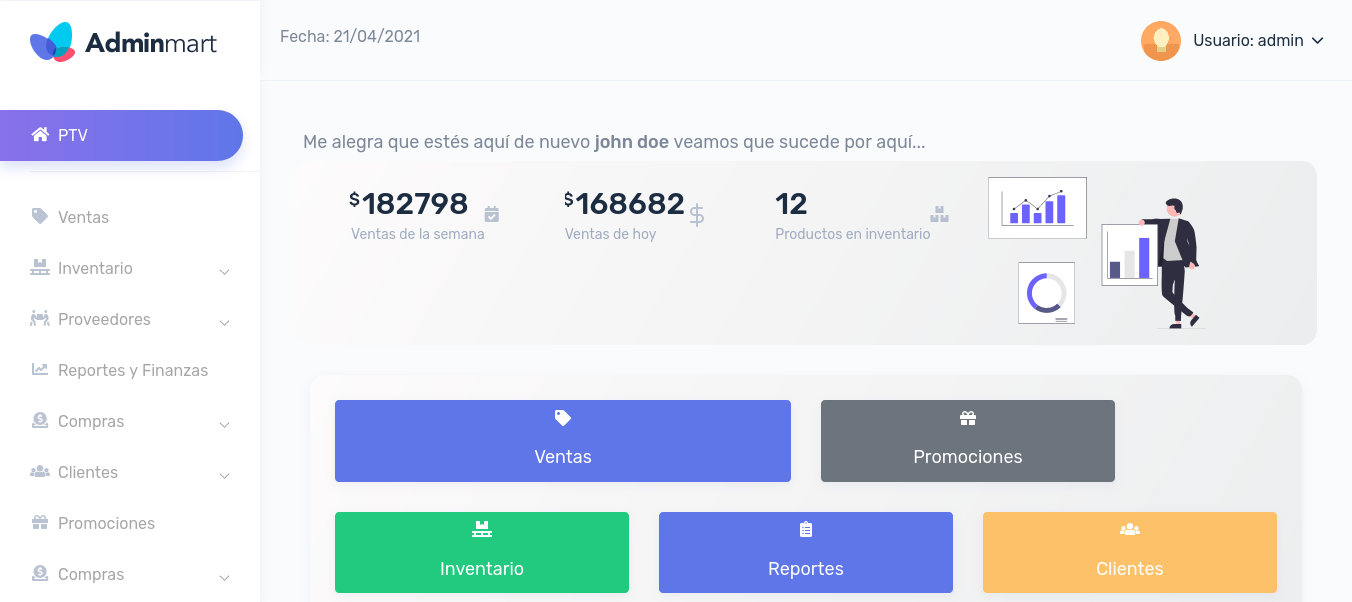 Adminmart
Fecha: 21/04/2021
Usuario: admin
PTV
Ventas
Inventario
Proveedores
Reportes y Finanzas
Compras
Clientes
Promociones
Compras
Me alegra que estés aquí de nuevo john doe veamos que sucede por aquí...
$182798
Ventas de la semana
$168682
Ventas de hoy
12
Productos en inventario
Ventas
Promociones
Inventario
Reportes
Clientes